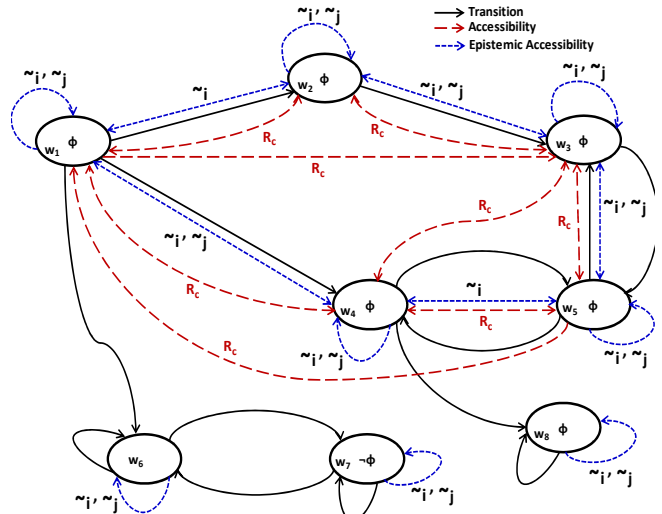 Transition
Accessibility
Epistemic Accessibility
~i, ~j
~i, ~j
~i, ~j
~i
~i, ~j
w2 ϕ
w1 ϕ
w3 ϕ
Rc
Rc
Rc
Rc
~i, ~j
~i, ~j
Rc
Rc
~i
w4 ϕ
w5 ϕ
Rc
Rc
~i, ~j
~i, ~j
w6
w7 ¬ϕ
w8 ϕ
~i, ~j
~i, ~j
~i, ~j